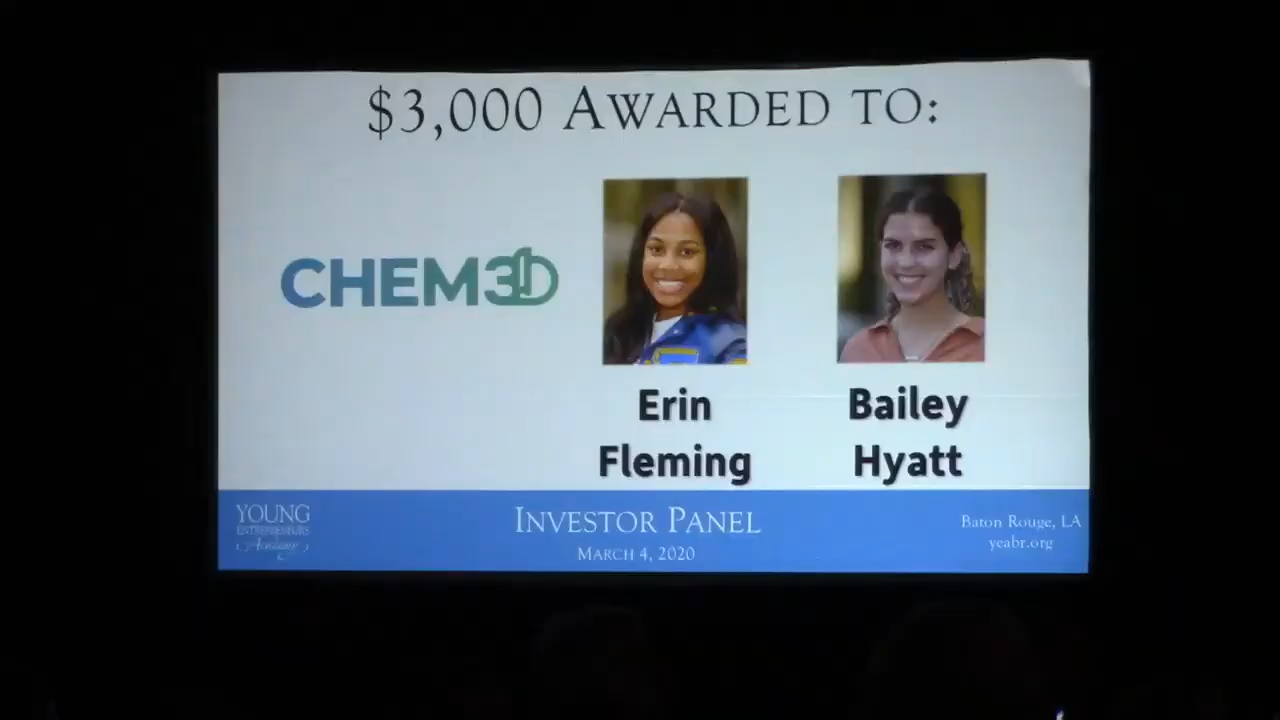 $3,000 AWARDED TO:
CHEM3D
Erin
Fleming
Bailey
Hyatt
YOUNG
ENTREPRENEURS
Academy
INVESTOR PANEL
MARCH 4, 2020
Baton Rouge, LA
yeabr.org